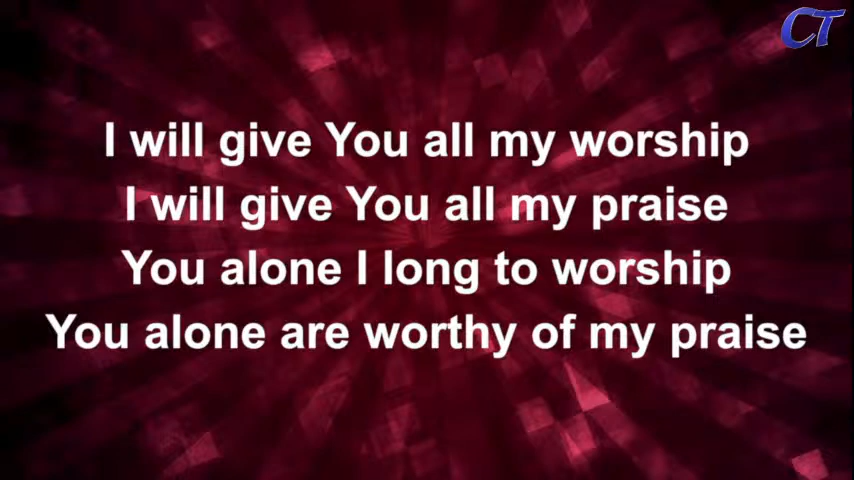 CT
I will give You all my worship
I will give You all my praise
You alone I long to worship
You alone are worthy of my praise